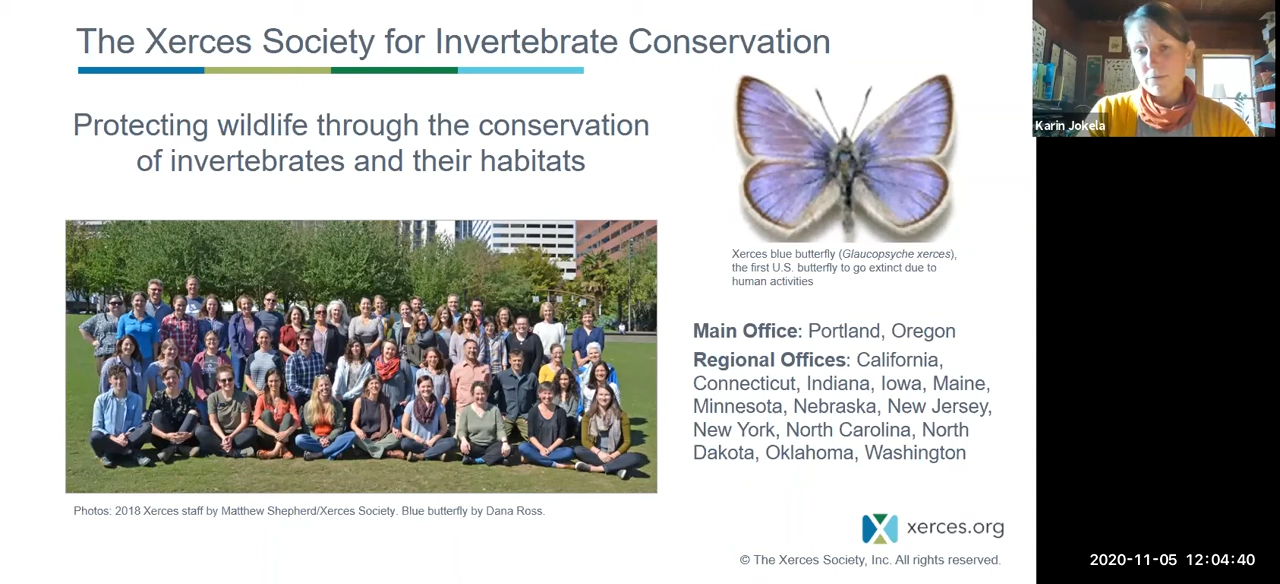 The Xerces Society for Invertebrate Conservation
Protecting wildlife through the conservation
of invertebrates and their habitats
Karin Jokela
Xerces blue butterfly (Glaucopsyche xerces),
the first U.S. butterfly to go extinct due to
human activities
Main Office: Portland, Oregon
Regional Offices: California,
Connecticut, Indiana, Iowa, Maine,
Minnesota, Nebraska, New Jersey,
New York, North Carolina, North
Dakota, Oklahoma, Washington
Photos: 2018 Xerces staff by Matthew Shepherd/Xerces Society. Blue butterfly by Dana Ross.
xerces.org
© The Xerces Society, Inc. All rights reserved.
2020-11-05 12:04:40